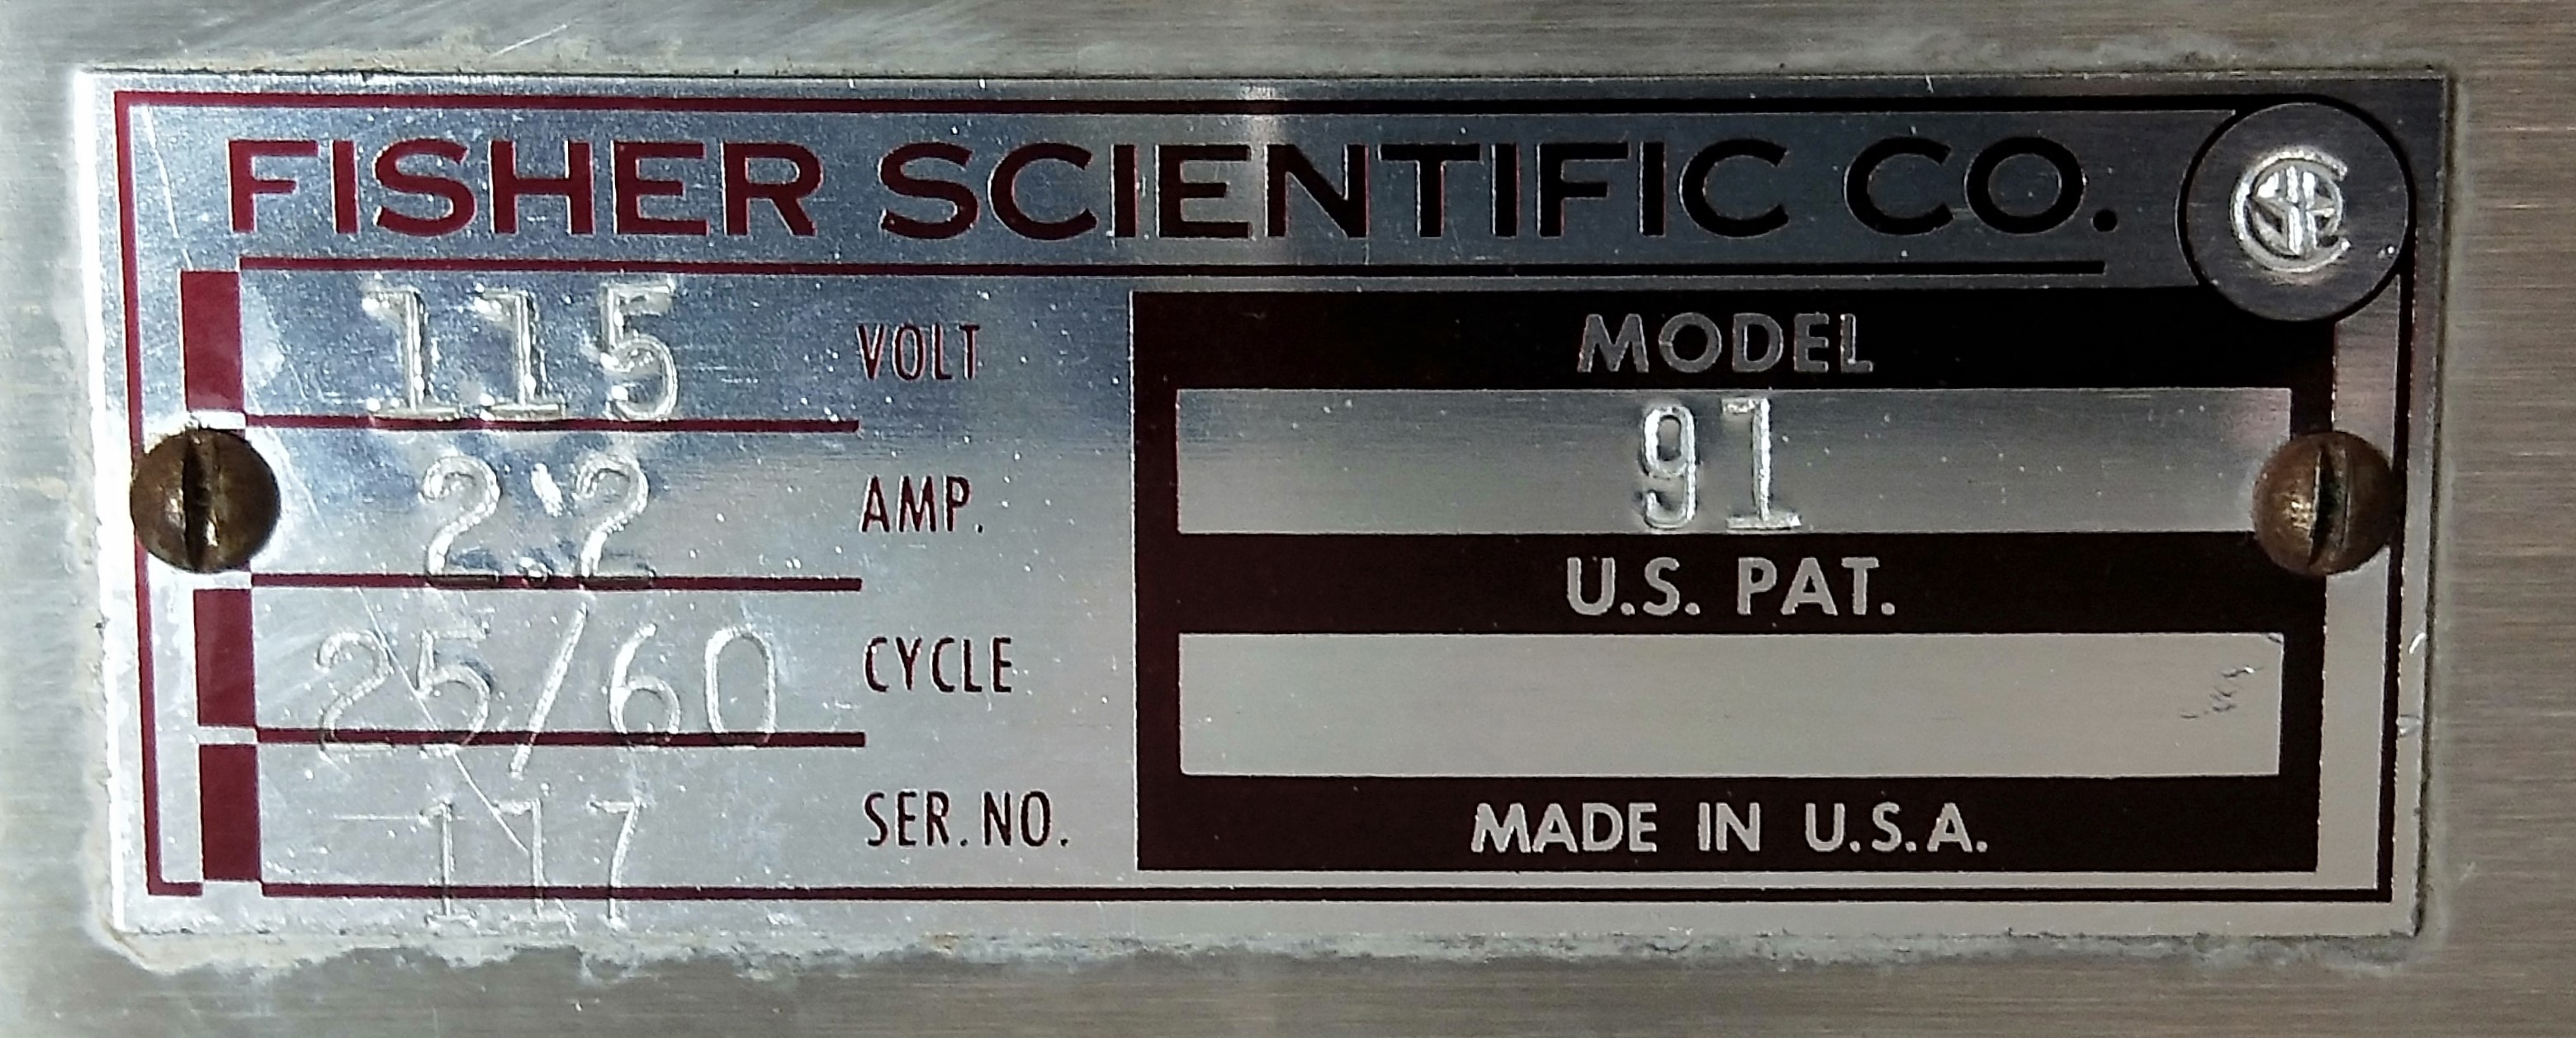 FISHER SCIENTIFIC CO.
115 VOLT
2.2 AMP.
25/60 CYCLE
117 SER. NO.
MODEL
91
U.S. PAT.
MADE IN U.S.A.